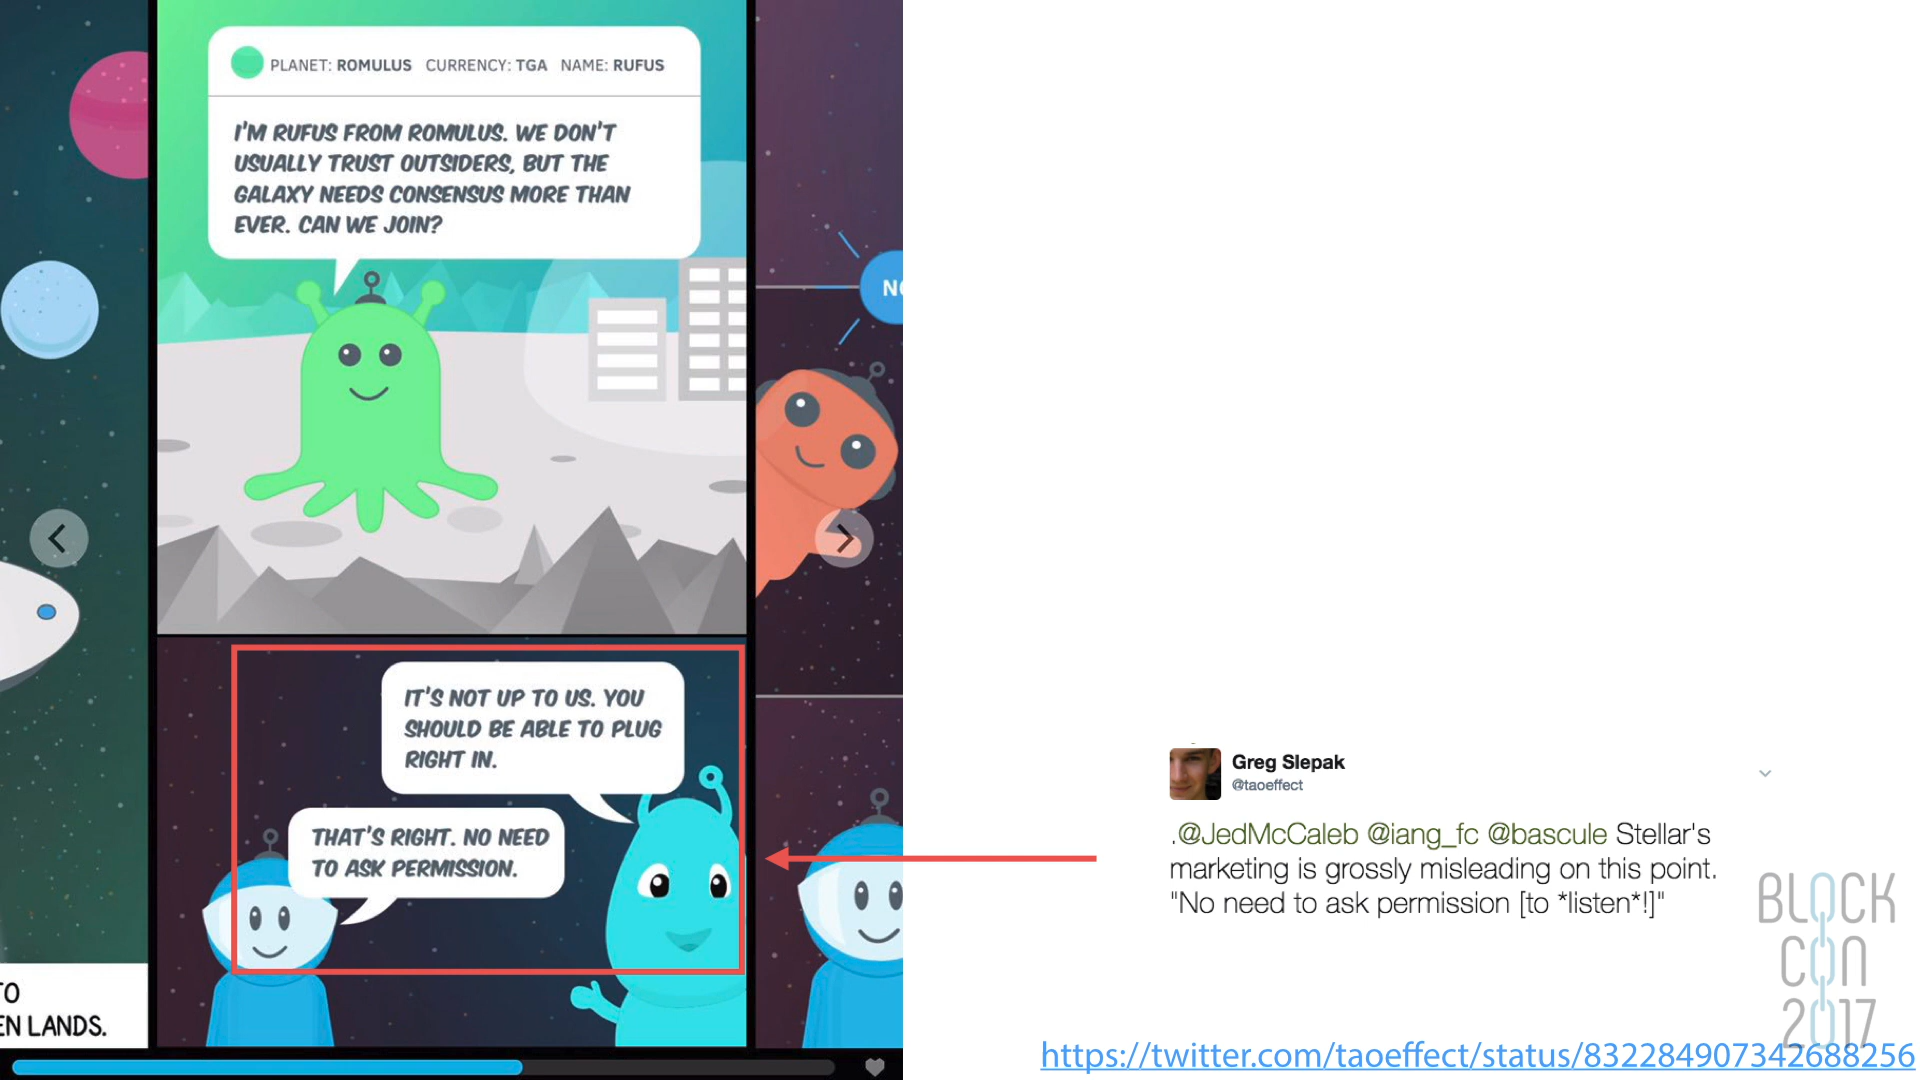 PLANET: ROMULUS CURRENCY: TGA NAME: RUFUS
I'M RUFUS FROM ROMULUS. WE DON'T
USUALLY TRUST OUTSIDERS, BUT THE
GALAXY NEEDS CONSENSUS MORE THAN
EVER. CAN WE JOIN?
IT'S NOT UP TO US. YOU
SHOULD BE ABLE TO PLUG
RIGHT IN.
THAT'S RIGHT. NO NEED
TO ASK PERMISSION.
EN LANDS.
Greg Slepak
@taoeffect
.@JedMcCaleb @iang_fc @bascule Stellar's
marketing is grossly misleading on this point.
"No need to ask permission [to *listen*!]"
BLOCK
CON
2017
https://twitter.com/taoeffect/status/832284907342688256